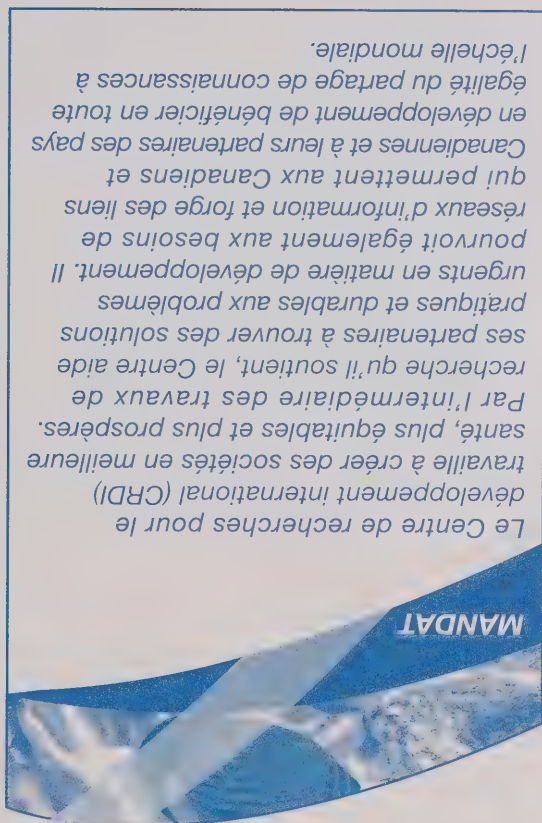 MANDAT
Le Centre de recherches pour le
développement international (CRDI)
travaille à créer des sociétés en meilleure
santé, plus équitables et plus prospères.
Par l'intermédiaire des travaux de
recherche qu'il soutient, le Centre aide
ses partenaires à trouver des solutions
pratiques et durables aux problèmes
urgents en matière de développement. Il
pourvoit également aux besoins de
réseaux d'information et forge des liens
qui permettent aux Canadiens et
Canadiennes et à leurs partenaires des pays
en développement de bénéficier en toute
égalité du partage de connaissances à
l'échelle mondiale.